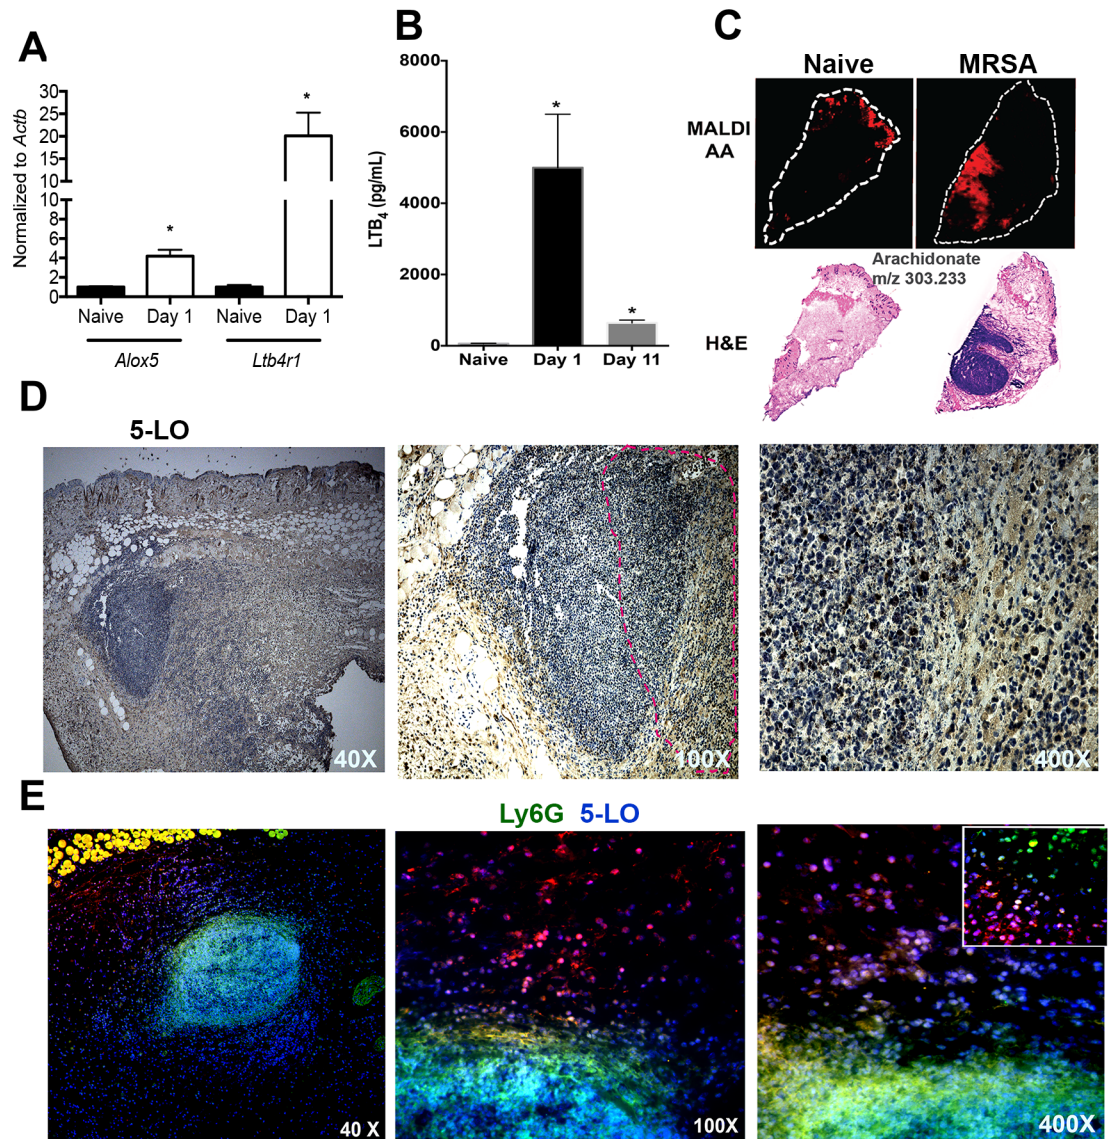 A
Normalized to Actb
30
25
20
15
10
10
8
6
4
2
0
*
*
Naive Day 1 Naive Day 1
Alox5 Ltb4r1
B
LTB4 (pg/mL)
8000
6000
4000
2000
0
*
*
Naive Day 1 Day 11
C
Naive MRSA
MALDI
AA
Arachidonate
m/z 303.233
H&E
D
5-LO
40X
100X
400X
E
Ly6G 5-LO
40 X
100X
400X